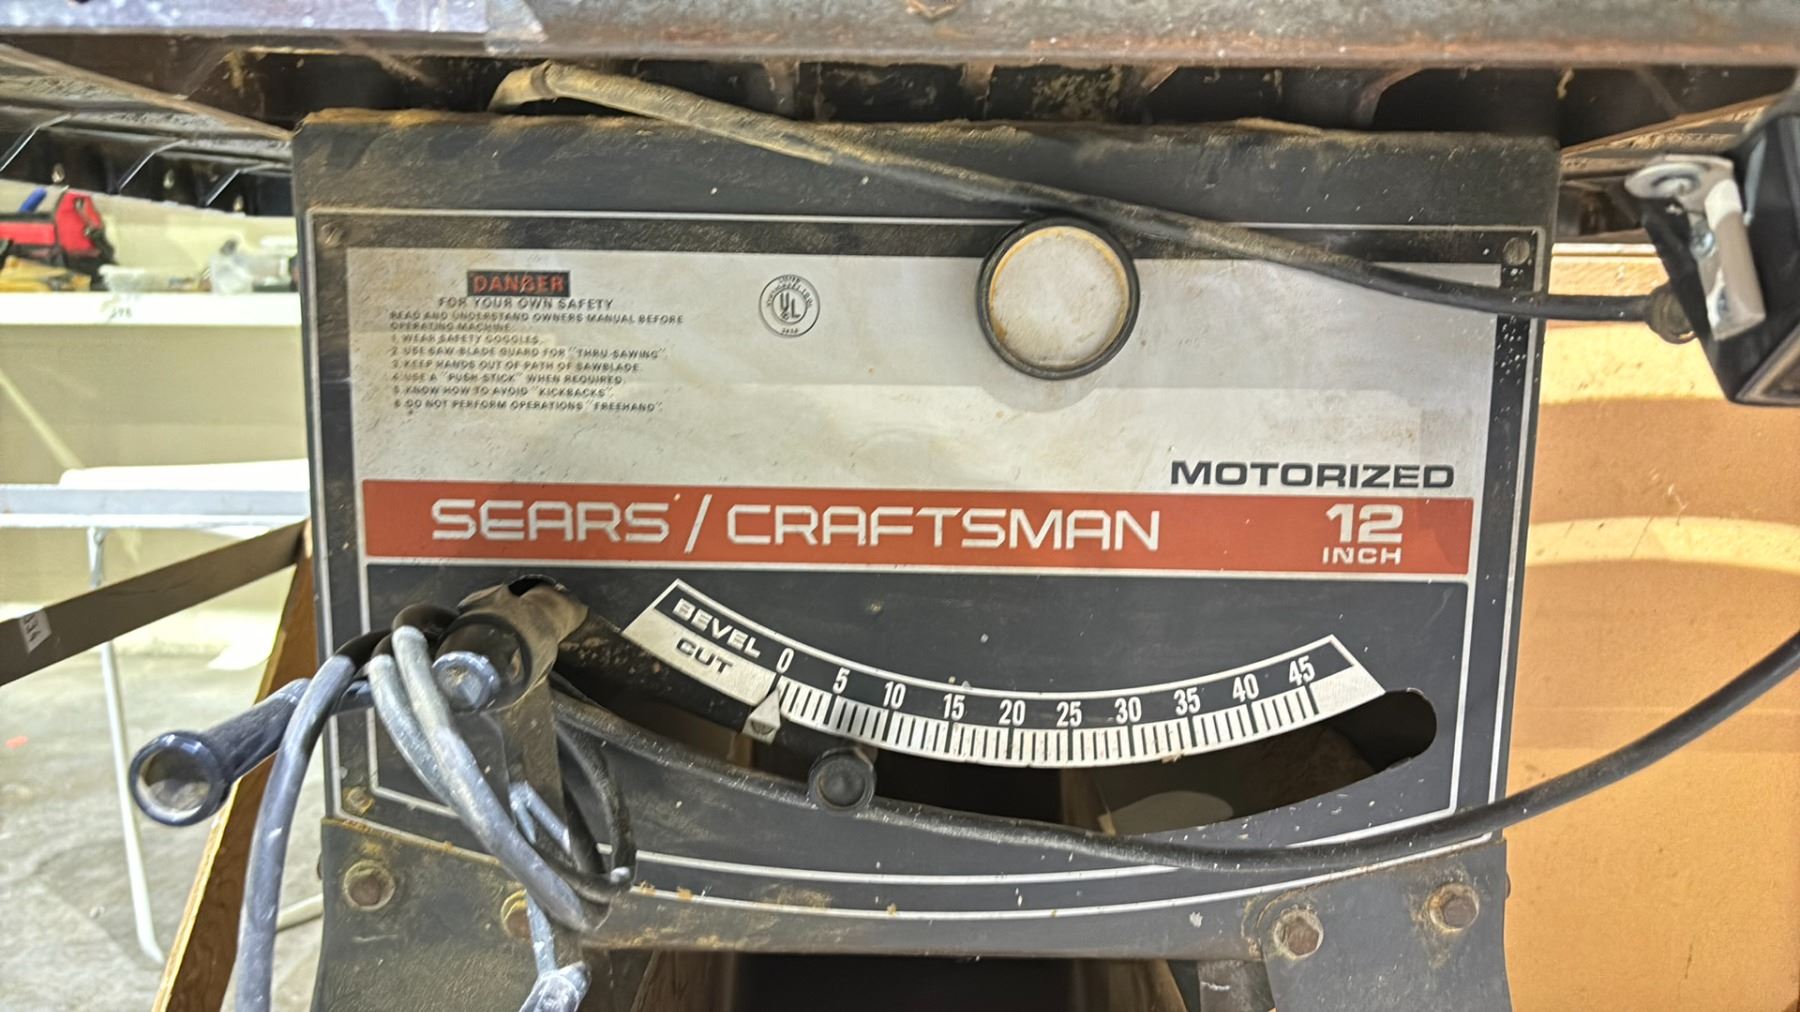 DANGER
FOR YOUR OWN SAFETY
READ AND UNDERSTAND OWNERS MANUAL BEFORE
OPERATING MACHINE:
1. WEAR SAFETY GOGGLES.
2. USE SAW BLADE GUARD FOR "THRU-SAWING".
3. KEEP HANDS OUT OF PATH OF SAWBLADE.
4. USE A "PUSH STICK" WHEN REQUIRED.
5. KNOW HOW TO AVOID "KICKBACKS".
6. DO NOT PERFORM OPERATIONS "FREEHAND".
UL
MOTORIZED
SEARS/CRAFTSMAN 12
INCH
BEVEL
CUT
0 5 10 15 20 25 30 35 40 45
334